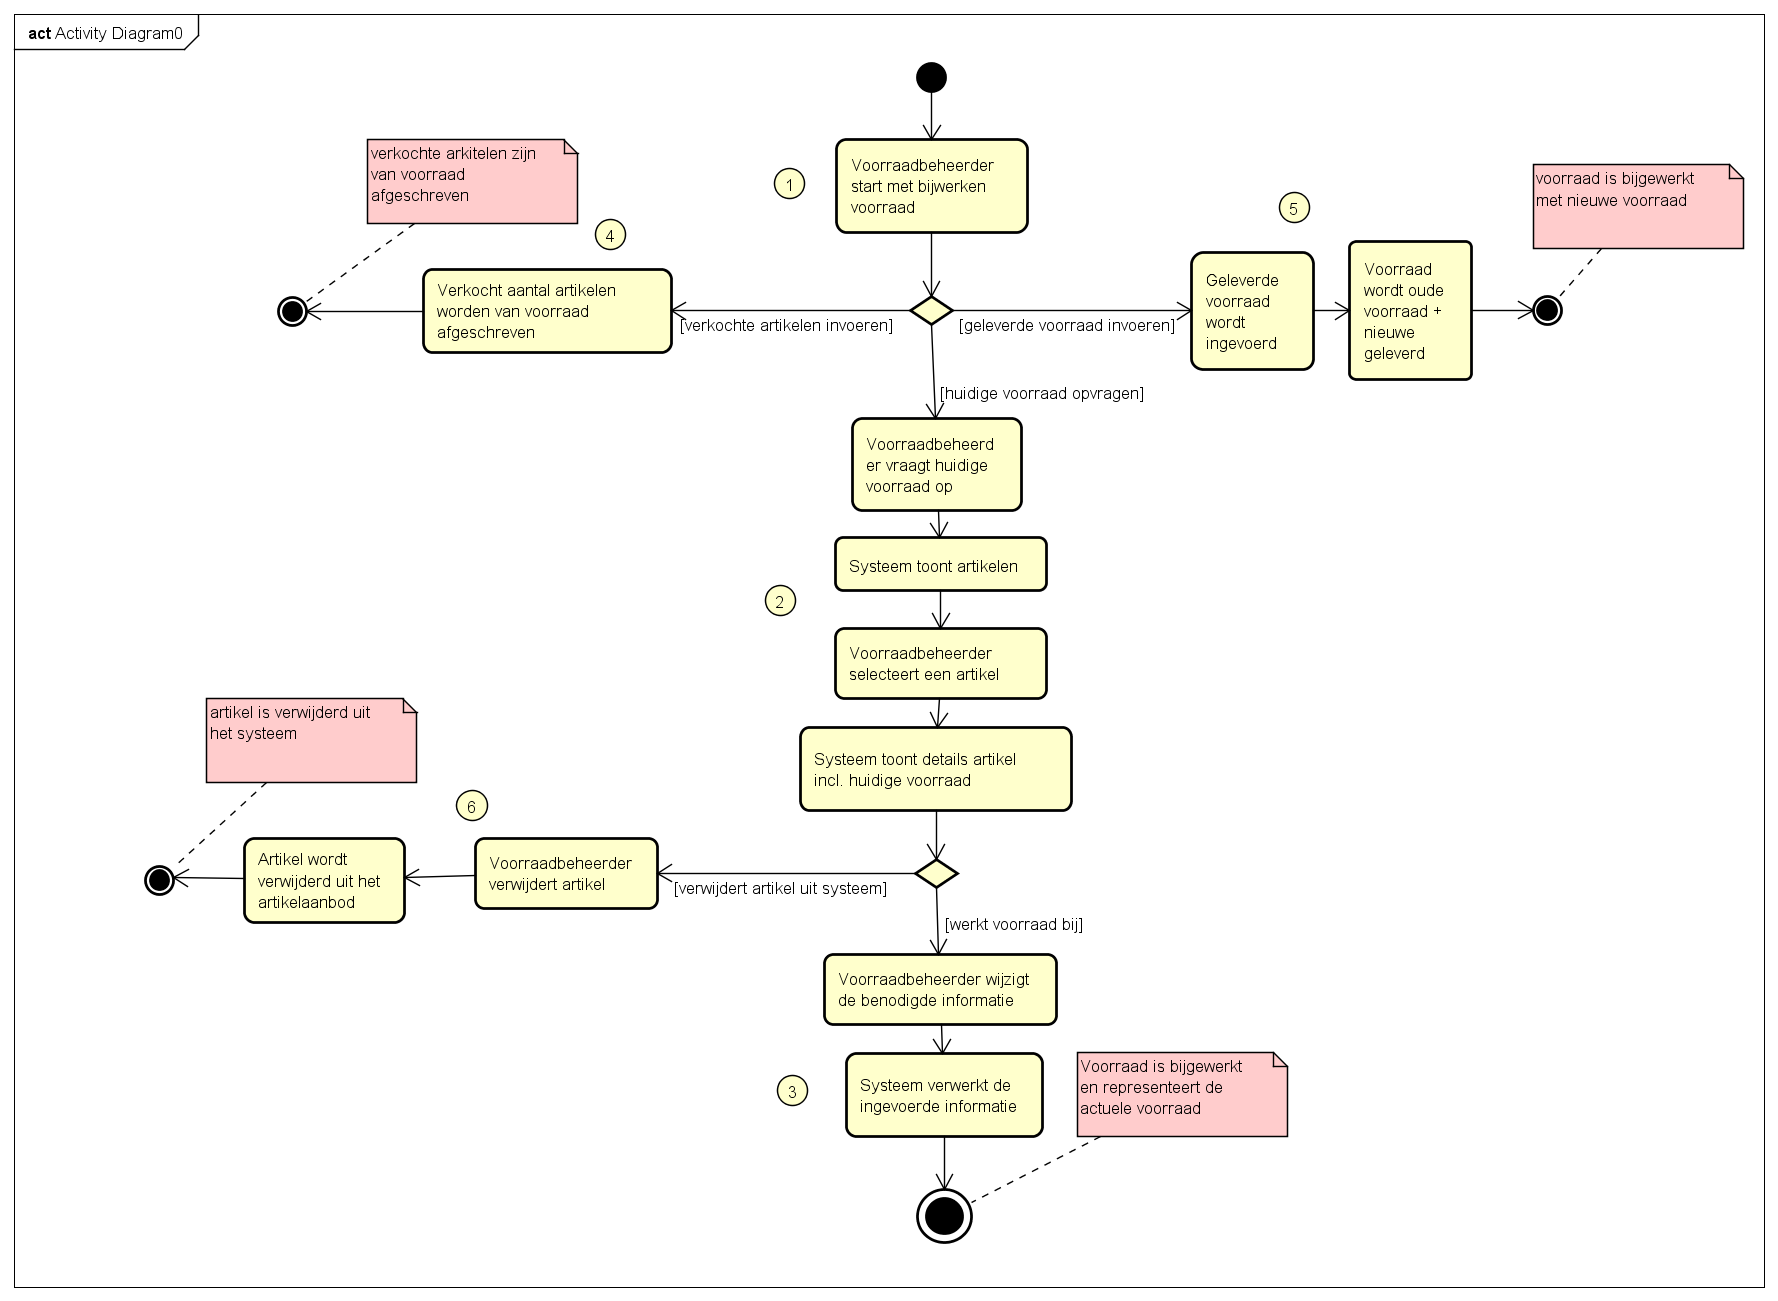 act Activity Diagram0
verkochte arkitelen zijn
van voorraad
afgeschreven
1
Voorraadbeheerder
start met bijwerken
voorraad
voorraad is bijgewerkt
met nieuwe voorraad
5
4
Verkocht aantal artikelen
worden van voorraad
afgeschreven
[verkochte artikelen invoeren]
[geleverde voorraad invoeren]
Geleverde
voorraad
wordt
ingevoerd
Voorraad
wordt oude
voorraad +
nieuwe
geleverd
[huidige voorraad opvragen]
Voorraadbeheerd
er vraagt huidige
voorraad op
Systeem toont artikelen
2
Voorraadbeheerder
selecteert een artikel
Systeem toont details artikel
incl. huidige voorraad
artikel is verwijderd uit
het systeem
6
Artikel wordt
verwijderd uit het
artikelaanbod
Voorraadbeheerder
verwijdert artikel
[verwijdert artikel uit systeem]
[werkt voorraad bij]
Voorraadbeheerder wijzigt
de benodigde informatie
3
Systeem verwerkt de
ingevoerde informatie
Voorraad is bijgewerkt
en representeert de
actuele voorraad